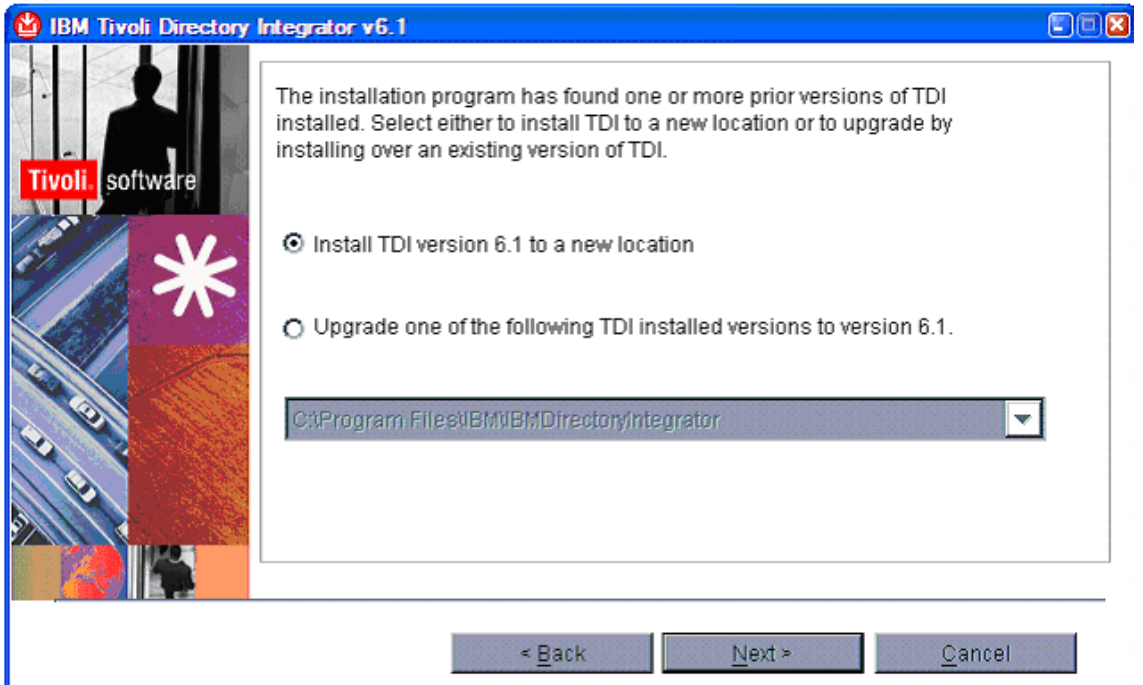 IBM Tivoli Directory Integrator v6.1
The installation program has found one or more prior versions of TDI
installed. Select either to install TDI to a new location or to upgrade by
installing over an existing version of TDI.
Tivoli. software
Install TDI version 6.1 to a new location
Upgrade one of the following TDI installed versions to version 6.1.
C:\Program Files\IBM\IBMDirectoryIntegrator
< Back
Next >
Cancel